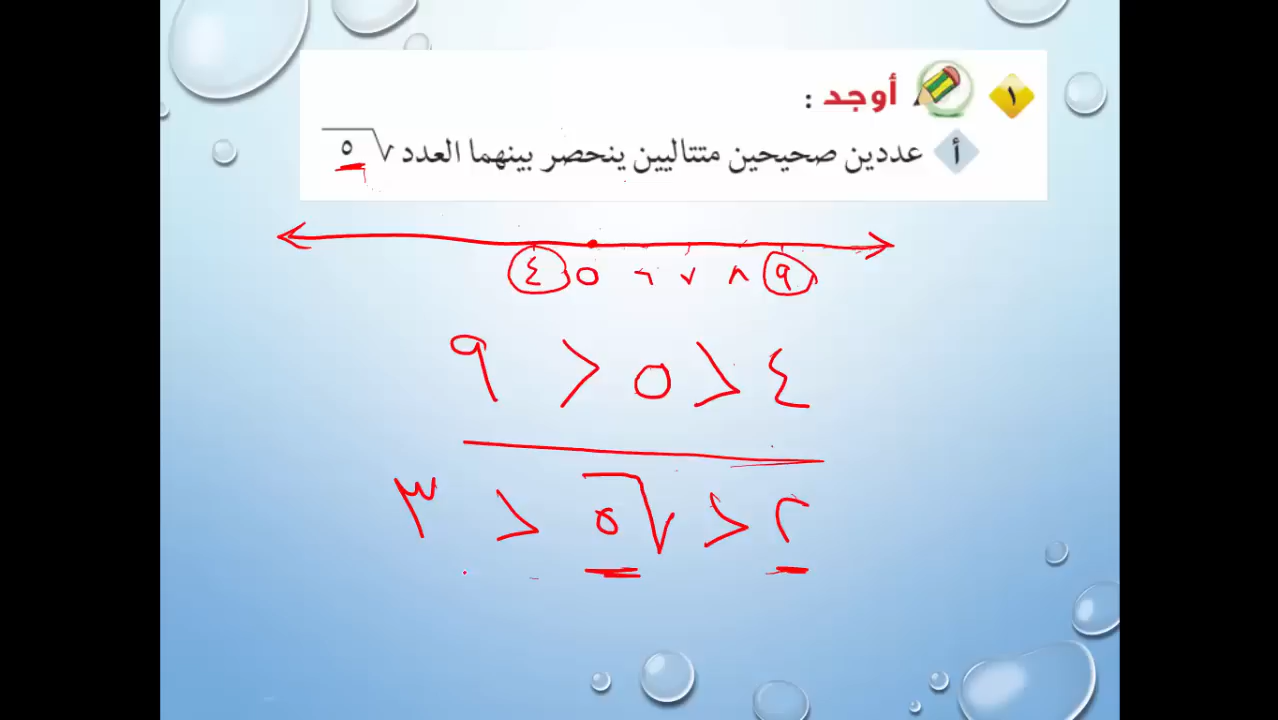 ١ أوجد :
أ عددين صحيحين متتاليين ينحصر بينهما العدد √٥
٤ ٥ ٦ ٧ ٨ ٩
٤ > ٥ > ٩
٢ > √٥ > ٣